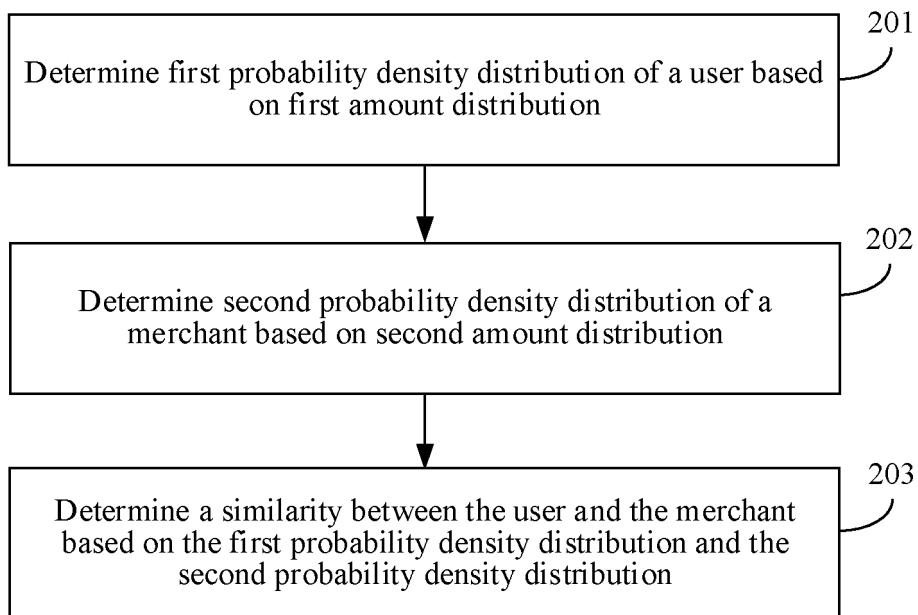 201
Determine first probability density distribution of a user based
on first amount distribution
202
Determine second probability density distribution of a
merchant based on second amount distribution
203
Determine a similarity between the user and the merchant
based on the first probability density distribution and the
second probability density distribution